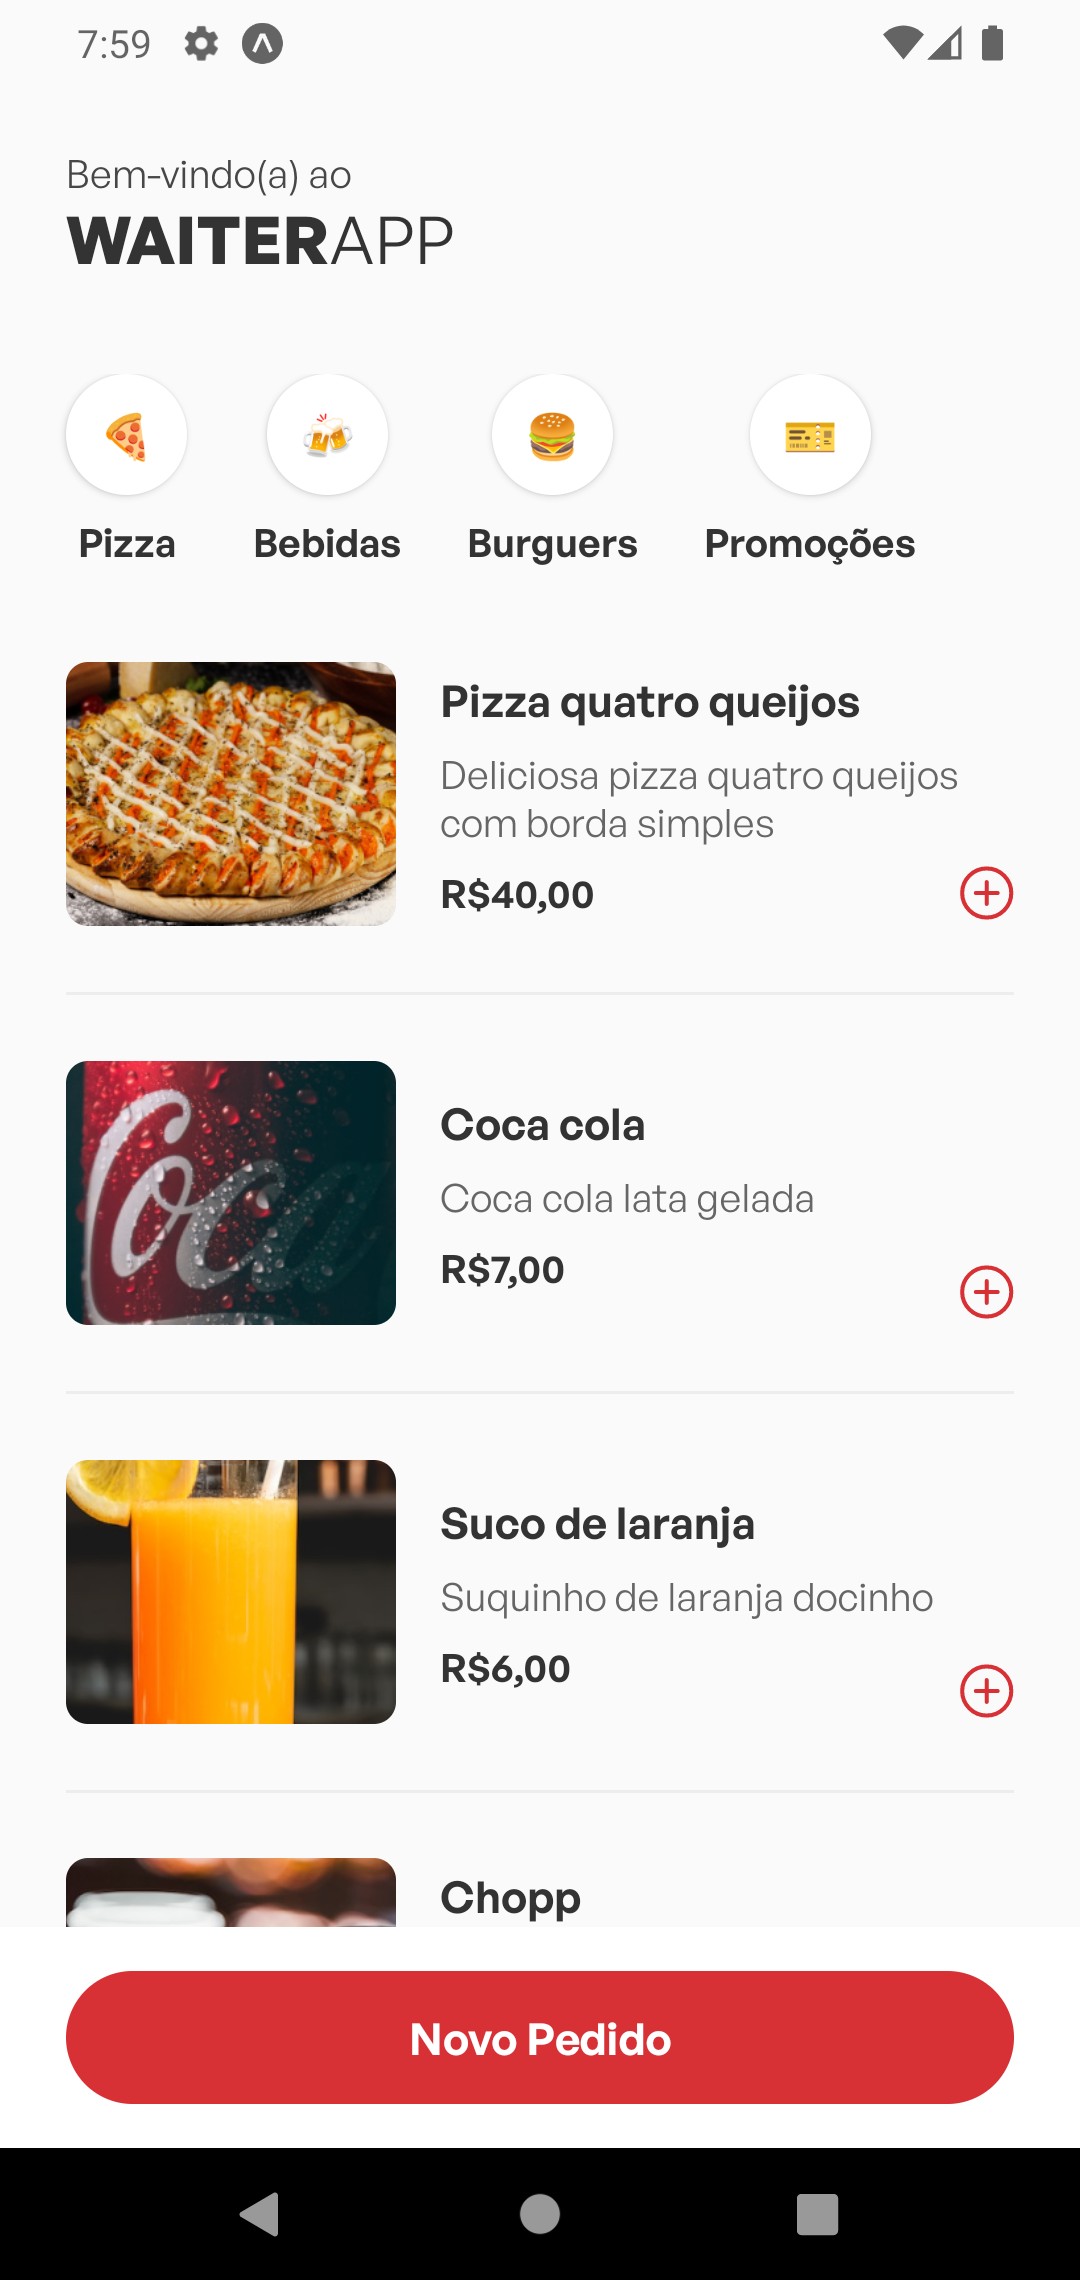 7:59
Bem-vindo(a) ao
WAITERAPP
Pizza
Bebidas
Burguers
Promoções
Pizza quatro queijos
Deliciosa pizza quatro queijos
com borda simples
R$40,00
Coca
Coca cola
Coca cola lata gelada
R$7,00
Suco de laranja
Suquinho de laranja docinho
R$6,00
Chopp
Novo Pedido